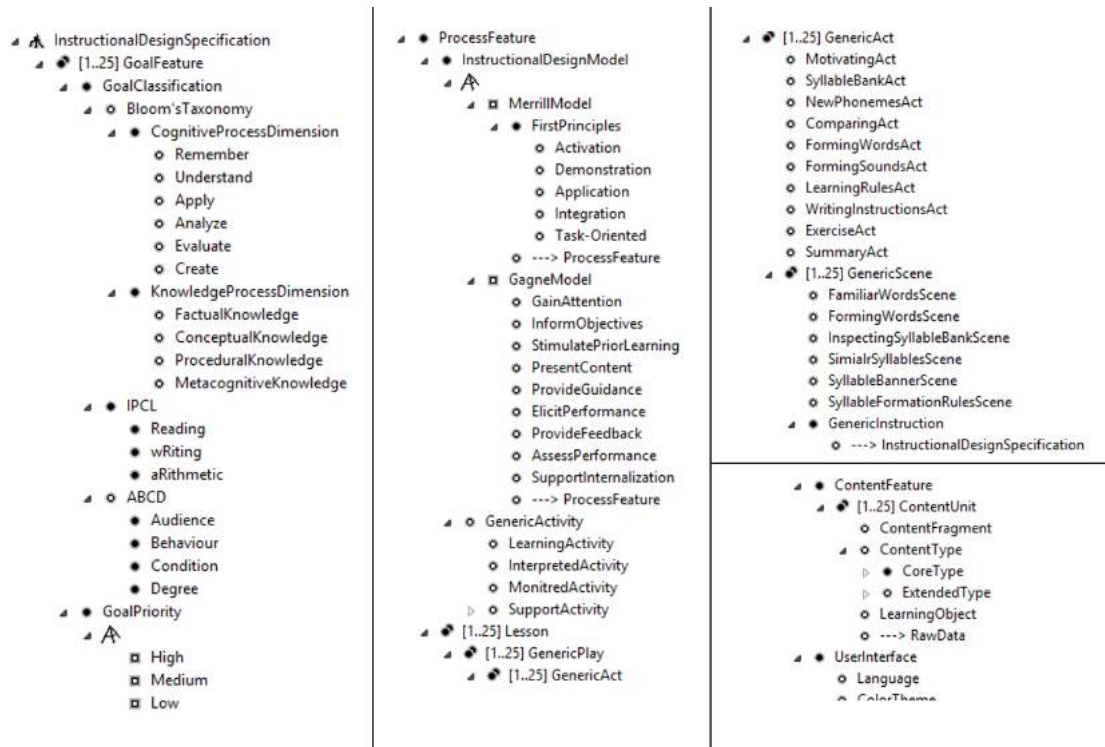 InstructionalDesignSpecification
[1..25] GoalFeature
GoalClassification
Bloom'sTaxonomy
CognitiveProcessDimension
Remember
Understand
Apply
Analyze
Evaluate
Create
KnowledgeProcessDimension
FactualKnowledge
ConceptualKnowledge
ProceduralKnowledge
MetacognitiveKnowledge
IPCL
Reading
wRiting
aRithmetic
ABCD
Audience
Behaviour
Condition
Degree
GoalPriority
High
Medium
Low
ProcessFeature
InstructionalDesignModel
MerrillModel
FirstPrinciples
Activation
Demonstration
Application
Integration
Task-Oriented
---> ProcessFeature
GagneModel
GainAttention
InformObjectives
StimulatePriorLearning
PresentContent
ProvideGuidance
ElicitPerformance
ProvideFeedback
AssessPerformance
SupportInternalization
---> ProcessFeature
GenericActivity
LearningActivity
InterpretedActivity
MonitredActivity
SupportActivity
[1..25] Lesson
[1..25] GenericPlay
[1..25] GenericAct
[1..25] GenericAct
MotivatingAct
SyllableBankAct
NewPhonemesAct
ComparingAct
FormingWordsAct
FormingSoundsAct
LearningRulesAct
WritingInstructionsAct
ExerciseAct
SummaryAct
[1..25] GenericScene
FamiliarWordsScene
FormingWordsScene
InspectingSyllableBankScene
SimialrSyllablesScene
SyllableBannerScene
SyllableFormationRulesScene
GenericInstruction
---> InstructionalDesignSpecification
ContentFeature
[1..25] ContentUnit
ContentFragment
ContentType
CoreType
ExtendedType
LearningObject
---> RawData
UserInterface
Language
ColorTheme